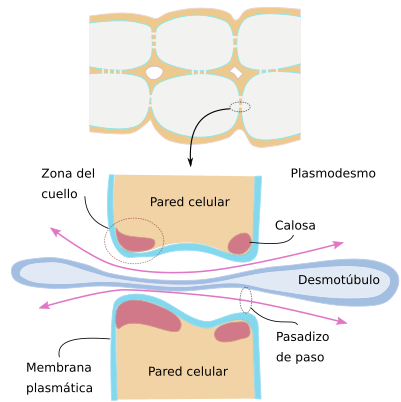 Zona del
cuello
Plasmodesmo
Pared celular
Calosa
Desmotúbulo
Pasadizo
de paso
Membrana
plasmática
Pared celular